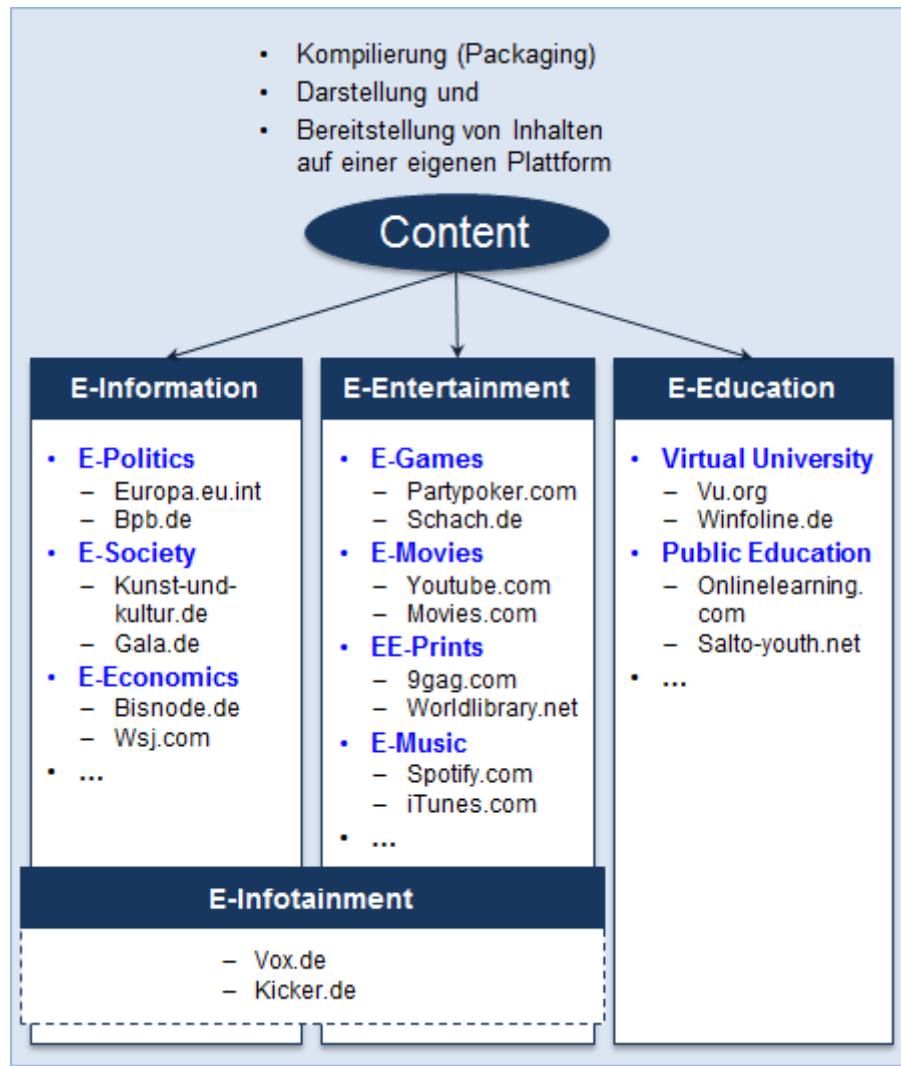 • Kompilierung (Packaging)
• Darstellung und
• Bereitstellung von Inhalten
auf einer eigenen Plattform
Content
E-Information
• E-Politics
– Europa.eu.int
– Bpb.de
• E-Society
– Kunst-und-
kultur.de
– Gala.de
• E-Economics
– Bisnode.de
– Wsj.com
• ...
E-Entertainment
• E-Games
– Partypoker.com
– Schach.de
• E-Movies
– Youtube.com
– Movies.com
• EE-Prints
– 9gag.com
– Worldlibrary.net
• E-Music
– Spotify.com
– iTunes.com
• ...
E-Education
• Virtual University
– Vu.org
– Winfoline.de
• Public Education
– Onlinelearning.
com
– Salto-youth.net
• ...
E-Infotainment
– Vox.de
– Kicker.de